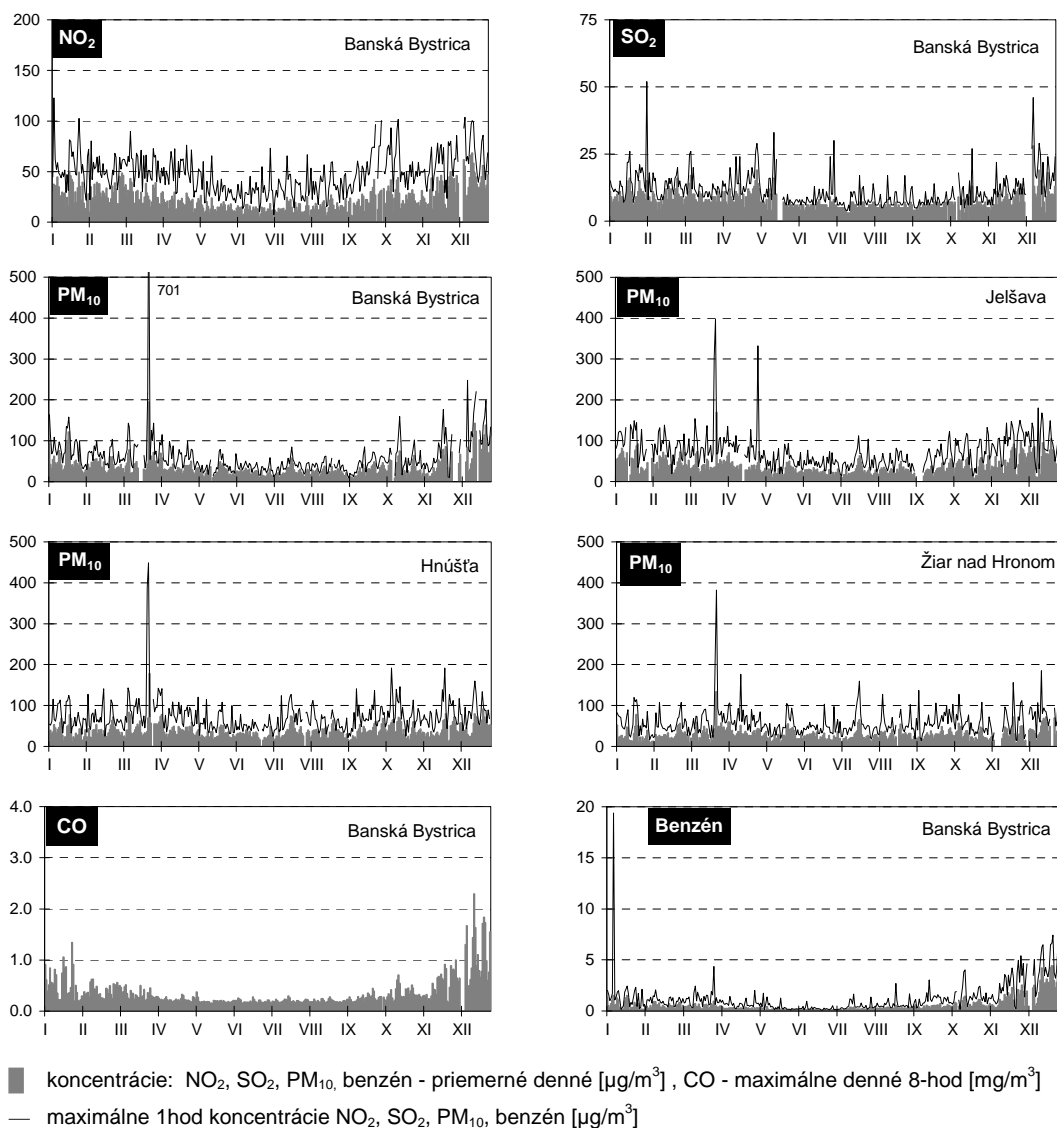 NO₂ Banská Bystrica
200
150
100
50
0
I II III IV V VI VII VIII IX X XI XII
SO₂ Banská Bystrica
75
50
25
0
I II III IV V VI VII VIII IX X XI XII
PM₁₀ 701 Banská Bystrica
500
400
300
200
100
0
I II III IV V VI VII VIII IX X XI XII
PM₁₀ Jelšava
500
400
300
200
100
0
I II III IV V VI VII VIII IX X XI XII
PM₁₀ Hnúšťa
500
400
300
200
100
0
I II III IV V VI VII VIII IX X XI XII
PM₁₀ Žiar nad Hronom
500
400
300
200
100
0
I II III IV V VI VII VIII IX X XI XII
CO Banská Bystrica
4.0
3.0
2.0
1.0
0.0
I II III IV V VI VII VIII IX X XI XII
Benzén Banská Bystrica
20
15
10
5
0
I II III IV V VI VII VIII IX X XI XII
koncentrácie: NO₂, SO₂, PM₁₀, benzén - priemerné denné [µg/m³] , CO - maximálne denné 8-hod [mg/m³]
— maximálne 1hod koncentrácie NO₂, SO₂, PM₁₀, benzén [µg/m³]